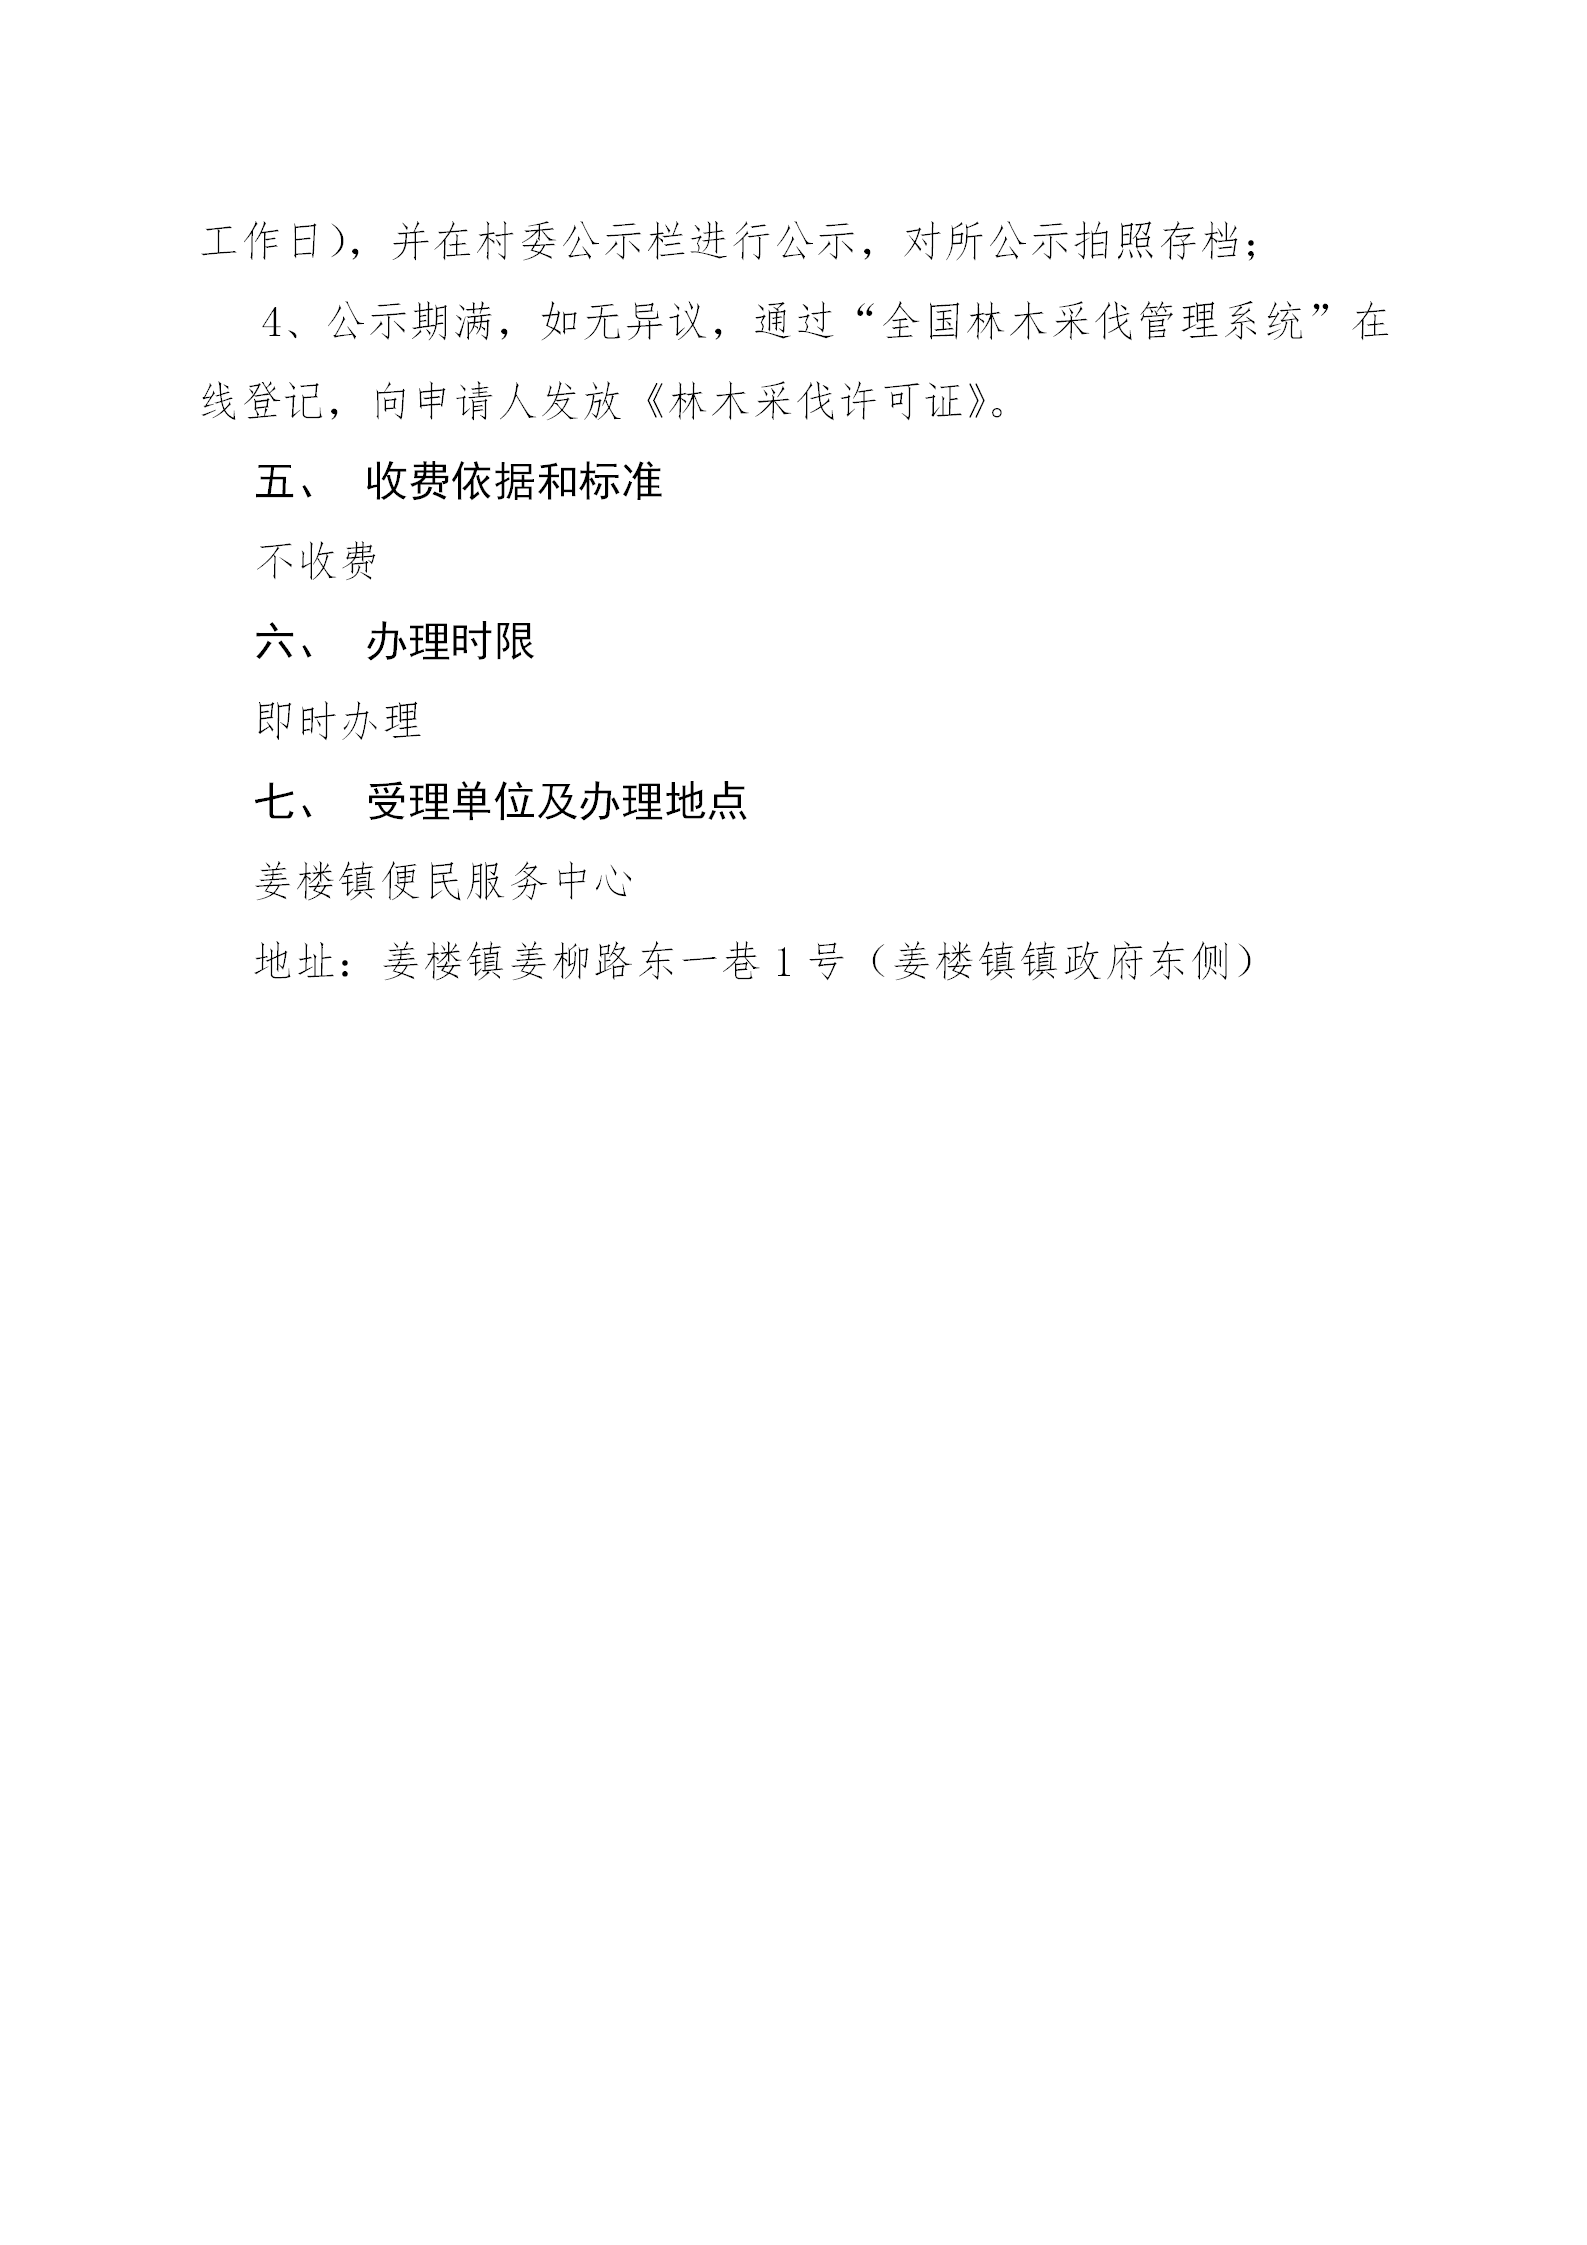 工作日），并在村委公示栏进行公示，对所公示拍照存档；
4、公示期满，如无异议，通过“全国林木采伐管理系统”在
线登记，向申请人发放《林木采伐许可证》。
五、 收费依据和标准
不收费
六、 办理时限
即时办理
七、 受理单位及办理地点
姜楼镇便民服务中心
地址：姜楼镇姜柳路东一巷 1 号（姜楼镇镇政府东侧）